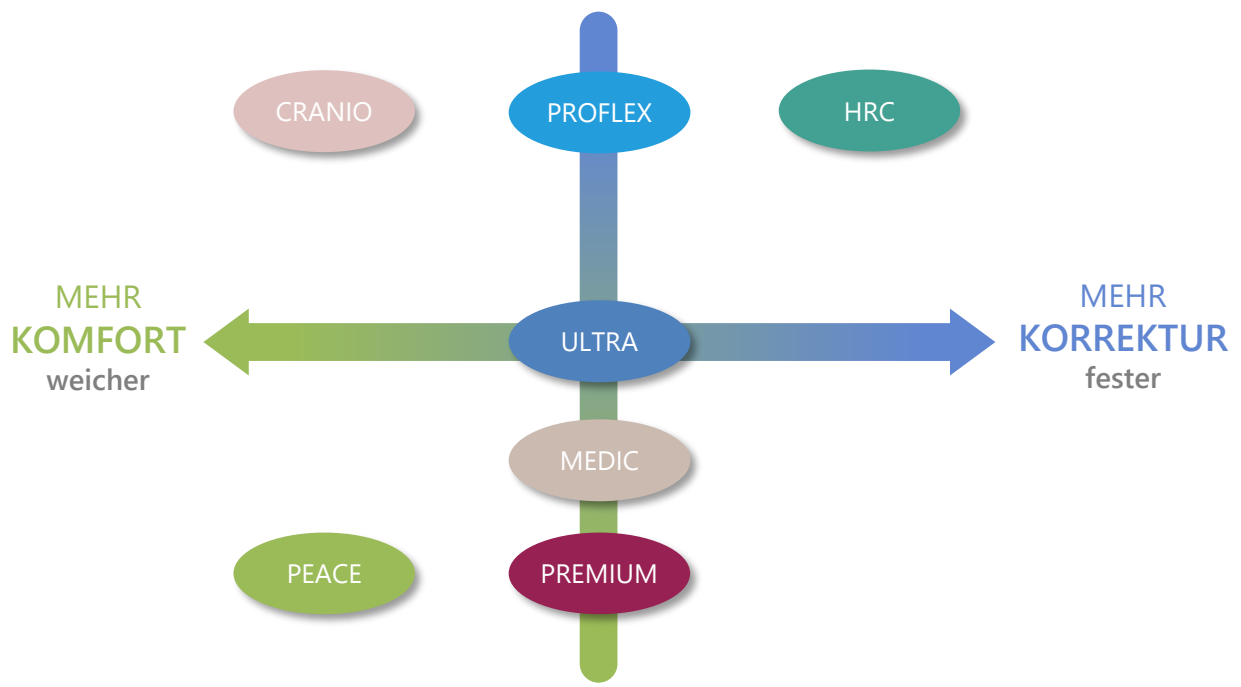 CRANIO
PROFLEX
HRC
MEHR
KOMFORT
weicher
ULTRA
MEHR
KORREKTUR
fester
MEDIC
PEACE
PREMIUM